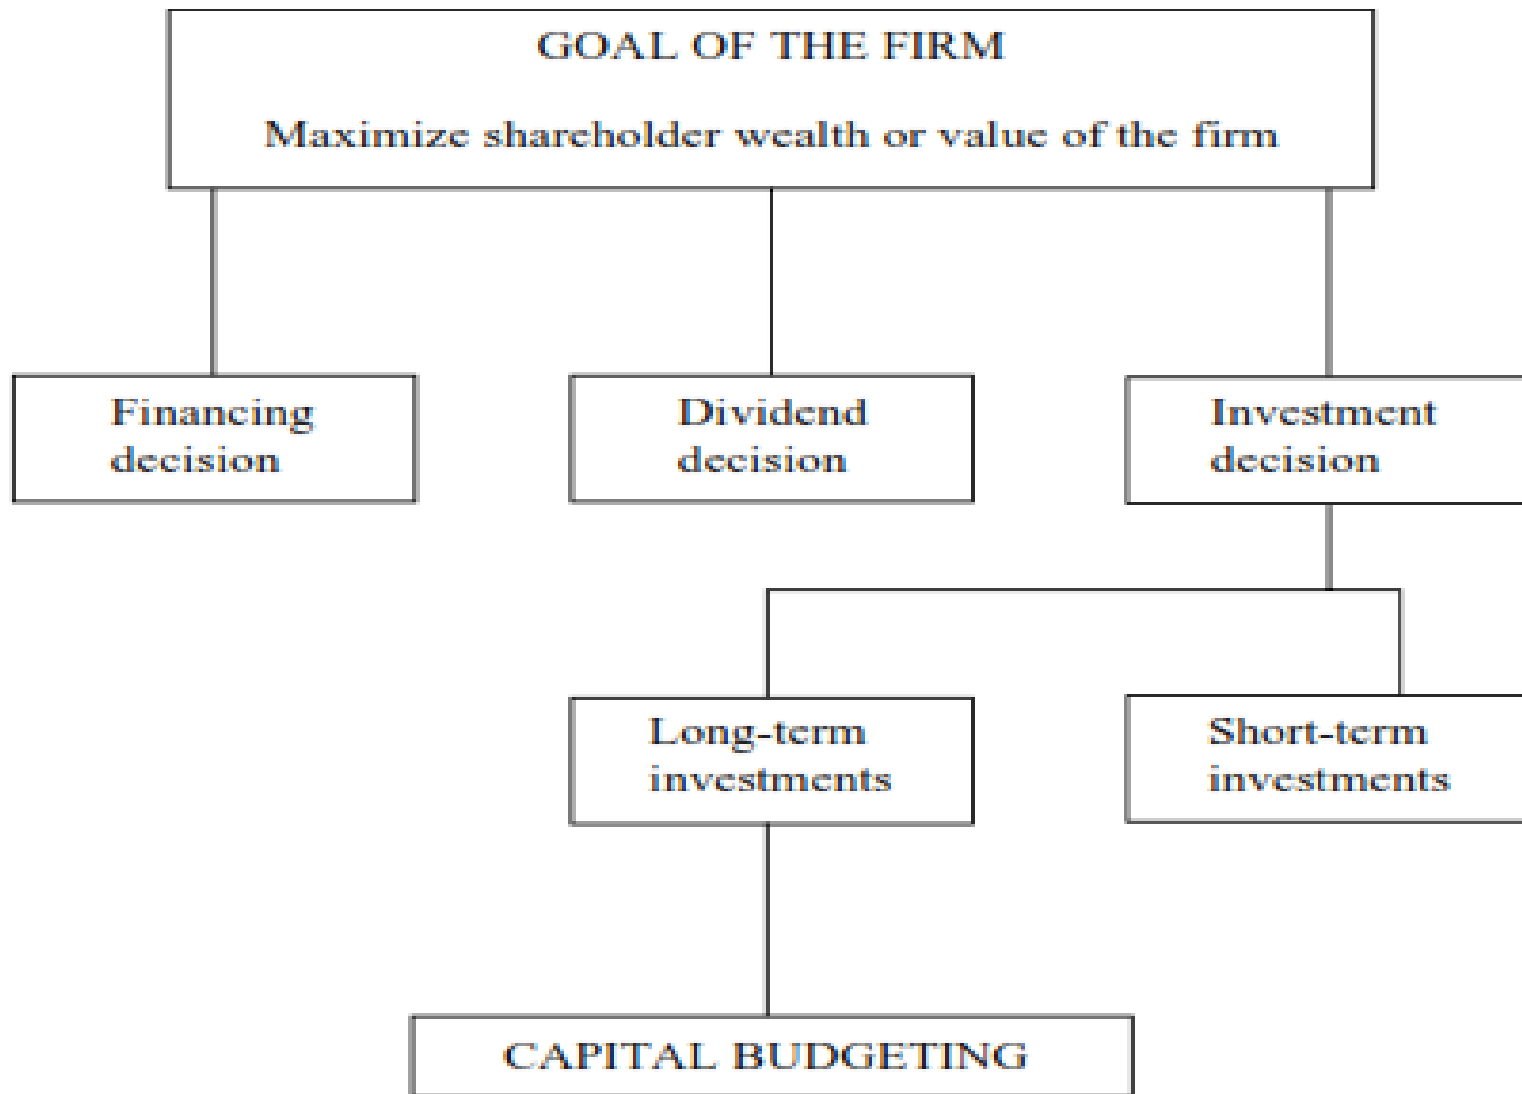 GOAL OF THE FIRM
Maximize shareholder wealth or value of the firm
Financing
decision
Dividend
decision
Investment
decision
Long-term
investments
Short-term
investments
CAPITAL BUDGETING